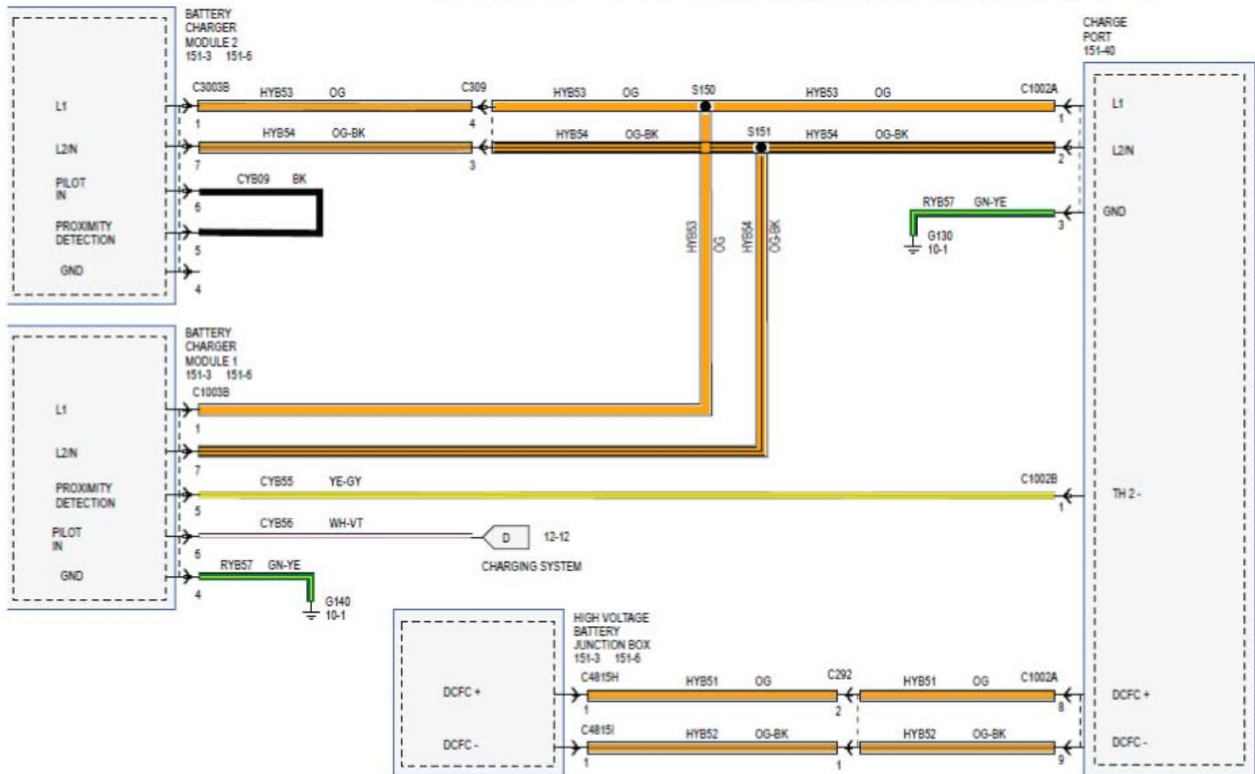 BATTERY
CHARGER
MODULE 2
151-3 151-6
CHARGE
PORT
151-40
C3003B HYB53 OG C309 HYB53 OG S150 HYB53 OG C1002A
L1 1 4 1 L1
HYB54 OG-BK HYB54 OG-BK S151 HYB54 OG-BK
L2/N 7 3 2 L2/N
PILOT
IN
CYB09 BK
6
PROXIMITY
DETECTION
5
GND
4
RYB57 GN-YE
3 GND
G130
10-1
HYB53
OG
HYB54
OG-BK
BATTERY
CHARGER
MODULE 1
151-3 151-6
C1003B
L1
1
L2/N
7
PROXIMITY
DETECTION
CYB55 YE-GY C1002B
5 1 TH 2 -
PILOT
IN
CYB56 WH-VT
6
D 12-12
CHARGING SYSTEM
GND
RYB57 GN-YE
4
G140
10-1
HIGH VOLTAGE
BATTERY
JUNCTION BOX
151-3 151-6
C4815H HYB51 OG C292 HYB51 OG C1002A
DCFC + 1 2 8 DCFC +
C4815I HYB52 OG-BK HYB52 OG-BK
DCFC - 1 1 9 DCFC -